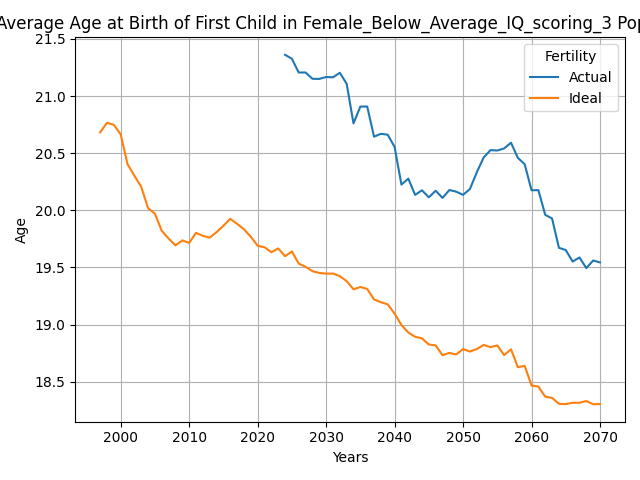 Average Age at Birth of First Child in Female_Below_Average_IQ_scoring_3
21.5
21.0
20.5
20.0
19.5
19.0
18.5
Age
Fertility
Actual
Ideal
2000 2010 2020 2030 2040 2050 2060 2070
Years